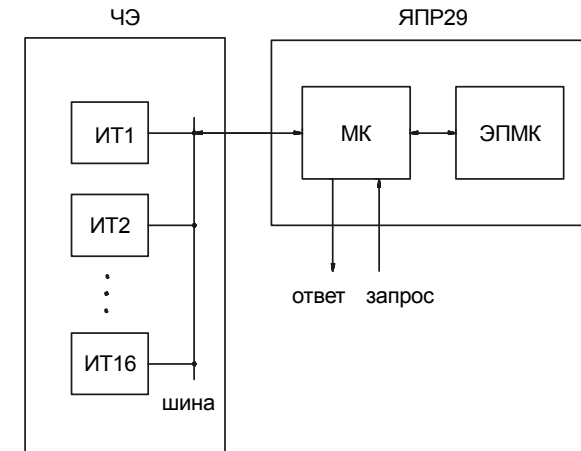 ЧЭ
ЯПР29
ИТ1
МК
ЭПМК
ИТ2
ответ запрос
ИТ16
шина